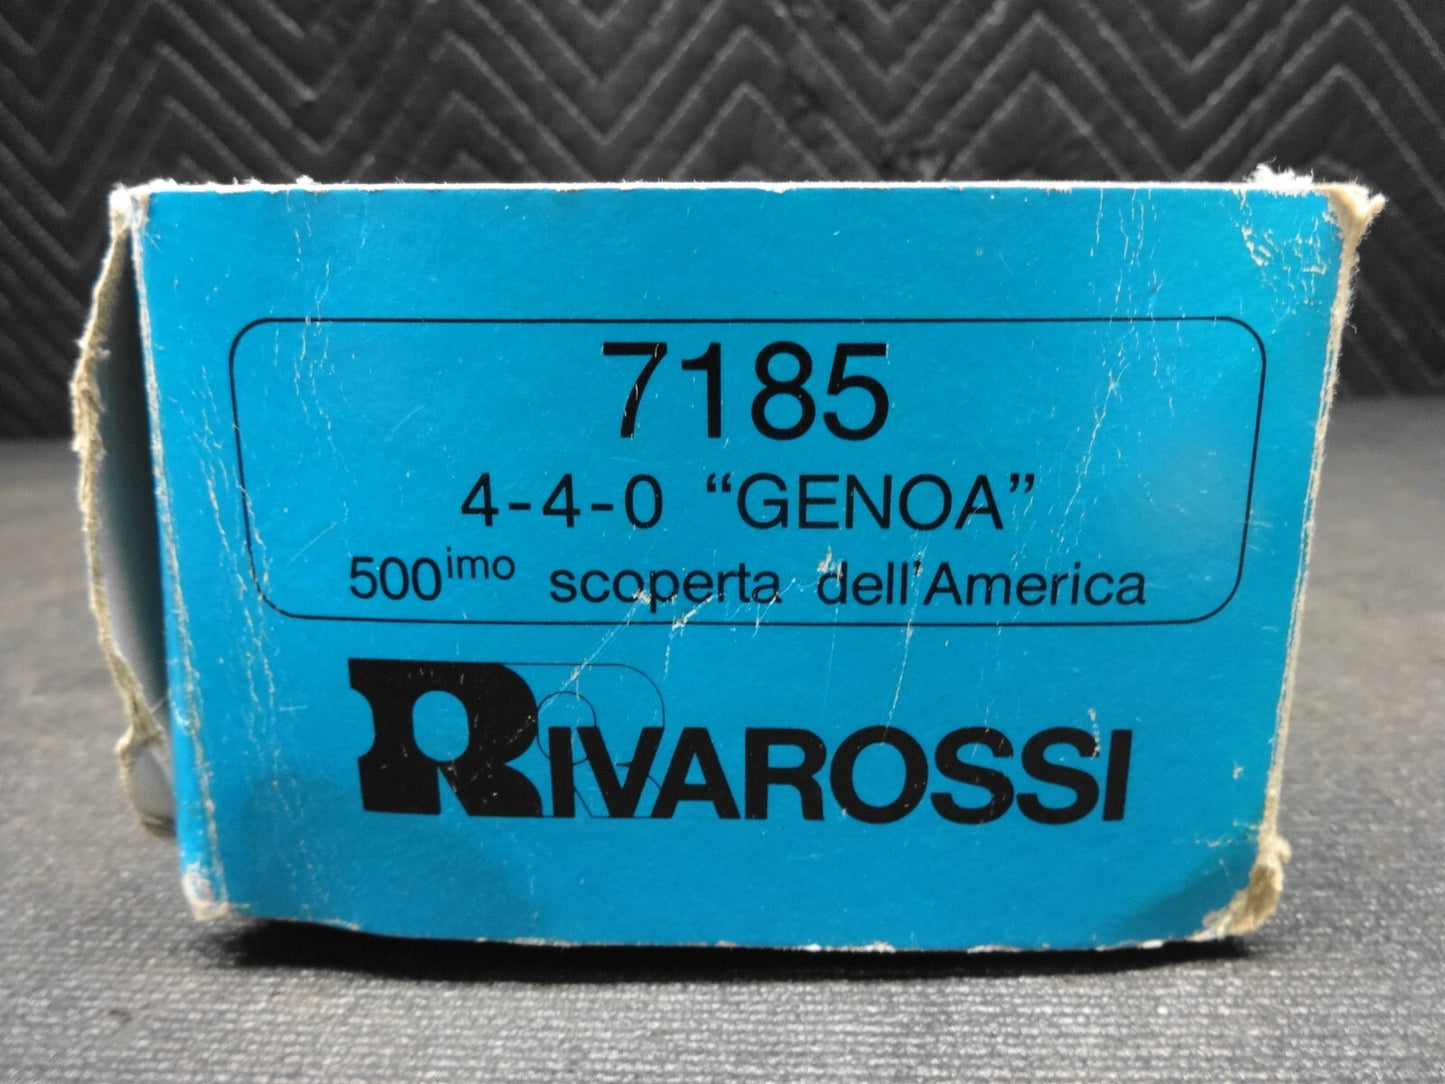 7185
4-4-0 “GENOA”
500imo scoperta dell'America
RIVAROSSI